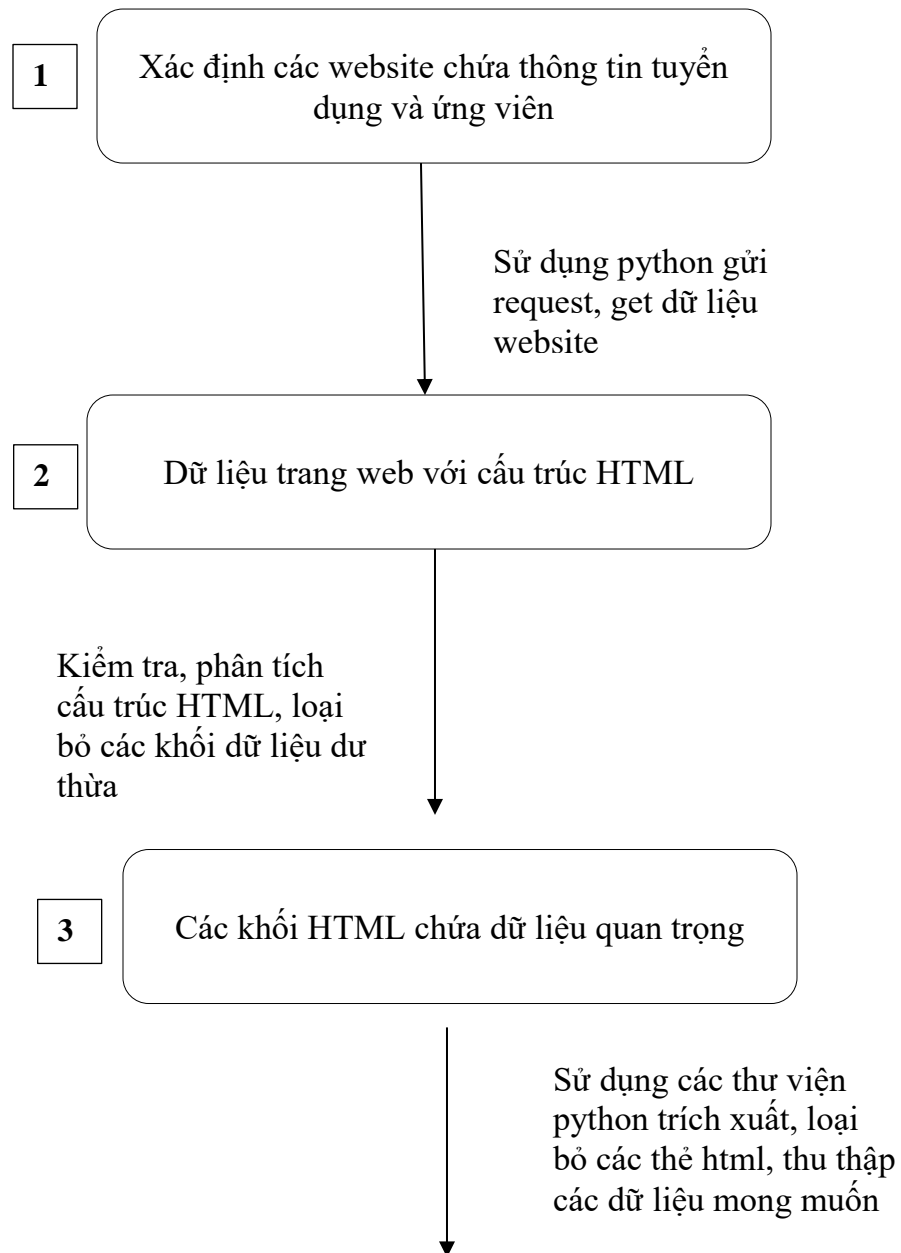 1
Xác định các website chứa thông tin tuyển
dụng và ứng viên
Sử dụng python gửi
request, get dữ liệu
website
2
Dữ liệu trang web với cấu trúc HTML
Kiểm tra, phân tích
cấu trúc HTML, loại
bỏ các khối dữ liệu dư
thừa
3
Các khối HTML chứa dữ liệu quan trọng
Sử dụng các thư viện
python trích xuất, loại
bỏ các thẻ html, thu thập
các dữ liệu mong muốn